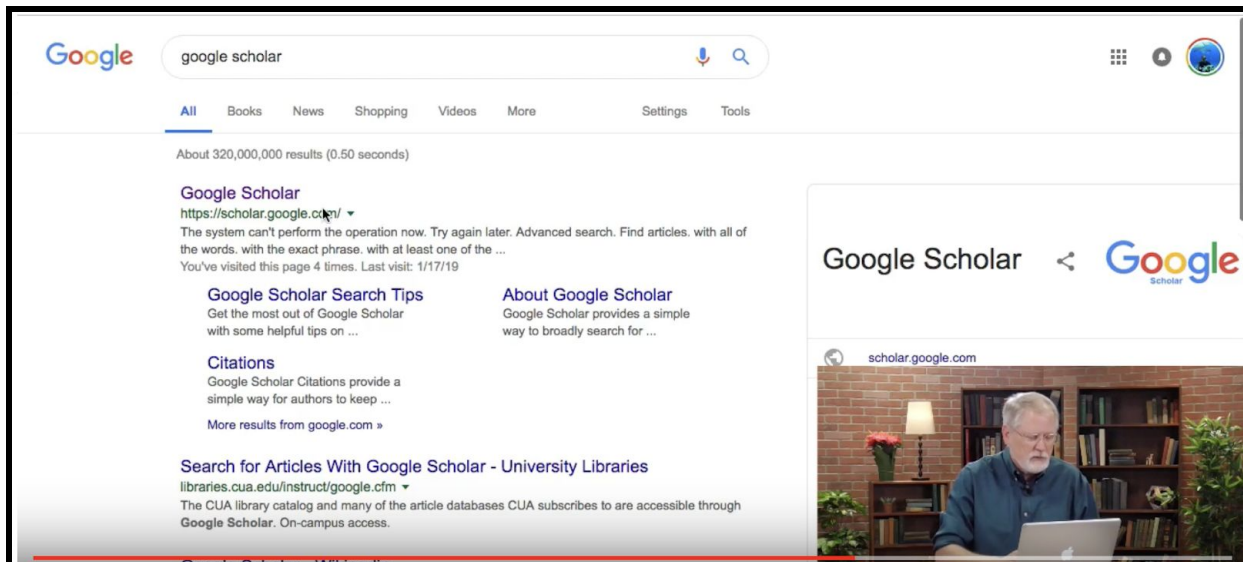 Google
google scholar
All Books News Shopping Videos More Settings Tools
About 320,000,000 results (0.50 seconds)
Google Scholar
https://scholar.google.com/
The system can't perform the operation now. Try again later. Advanced search. Find articles. with all of
the words. with the exact phrase. with at least one of the ...
You've visited this page 4 times. Last visit: 1/17/19
Google Scholar Search Tips
Get the most out of Google Scholar
with some helpful tips on ...
About Google Scholar
Google Scholar provides a simple
way to broadly search for ...
Citations
Google Scholar Citations provide a
simple way for authors to keep ...
More results from google.com »
Search for Articles With Google Scholar - University Libraries
libraries.cua.edu/instruct/google.cfm
The CUA library catalog and many of the article databases CUA subscribes to are accessible through
Google Scholar. On-campus access.
Google Scholar
Google
Scholar
scholar.google.com